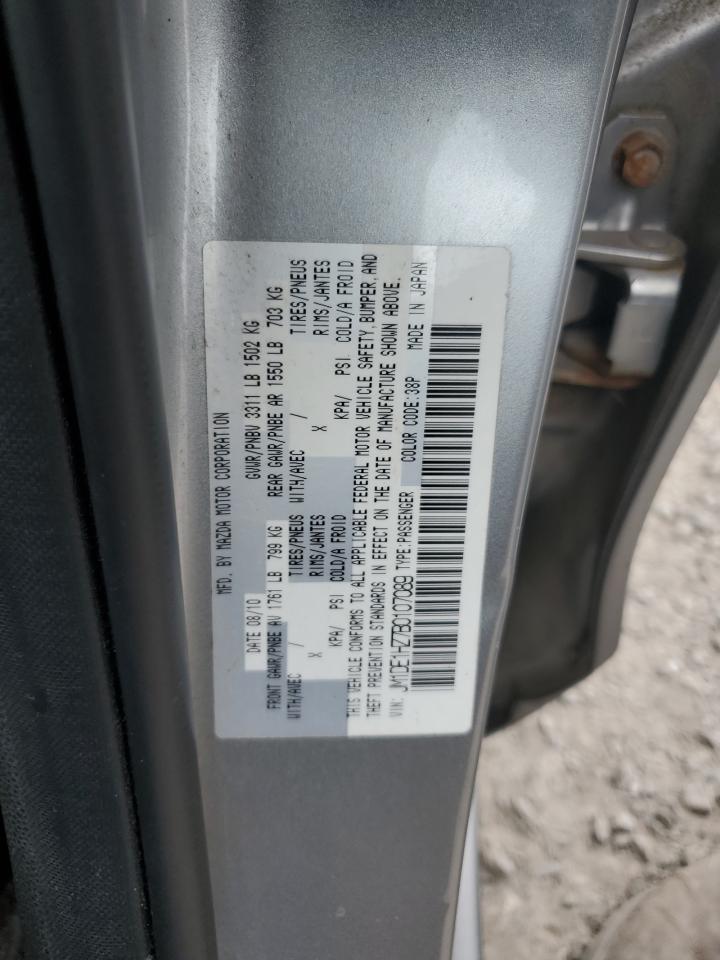 MFD. BY MAZDA MOTOR CORPORATION
DATE 08/10 GVWR/PNBV 3311 LB 1502 KG
FRONT GAWR/PNBE AV 1761 LB 799 KG REAR GAWR/PNBE AR 1550 LB 703 KG
WITH/AVEC / TIRES/PNEUS WITH/AVEC / TIRES/PNEUS
X RIMS/JANTES X RIMS/JANTES
KPA/ PSI COLD/A FROID KPA/ PSI COLD/A FROID
THIS VEHICLE CONFORMS TO ALL APPLICABLE FEDERAL MOTOR VEHICLE SAFETY, BUMPER, AND
THEFT PREVENTION STANDARDS IN EFFECT ON THE DATE OF MANUFACTURE SHOWN ABOVE.
VIN: JM1DE1HZ7B0107089 TYPE:PASSENGER COLOR CODE:38P MADE IN JAPAN